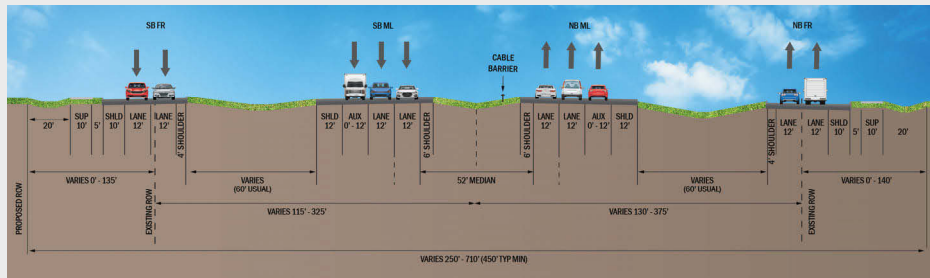 SB FR
SB ML
NB ML
NB FR
CABLE
BARRIER
20'
SUP
10'
5'
SHLD
10'
LANE
12'
LANE
12'
4' SHOULDER
SHLD
12'
AUX
0' - 12'
LANE
12'
LANE
12'
6' SHOULDER
6' SHOULDER
LANE
12'
LANE
12'
AUX
0' - 12'
SHLD
12'
4' SHOULDER
LANE
12'
LANE
12'
SHLD
10'
5'
SUP
10'
20'
VARIES 0' - 135'
VARIES
(60' USUAL)
52' MEDIAN
VARIES
(60' USUAL)
VARIES 0' - 140'
PROPOSED ROW
EXISTING ROW
VARIES 115' - 325'
VARIES 130' - 375'
EXISTING ROW
VARIES 250' - 710' (450' TYP MIN)